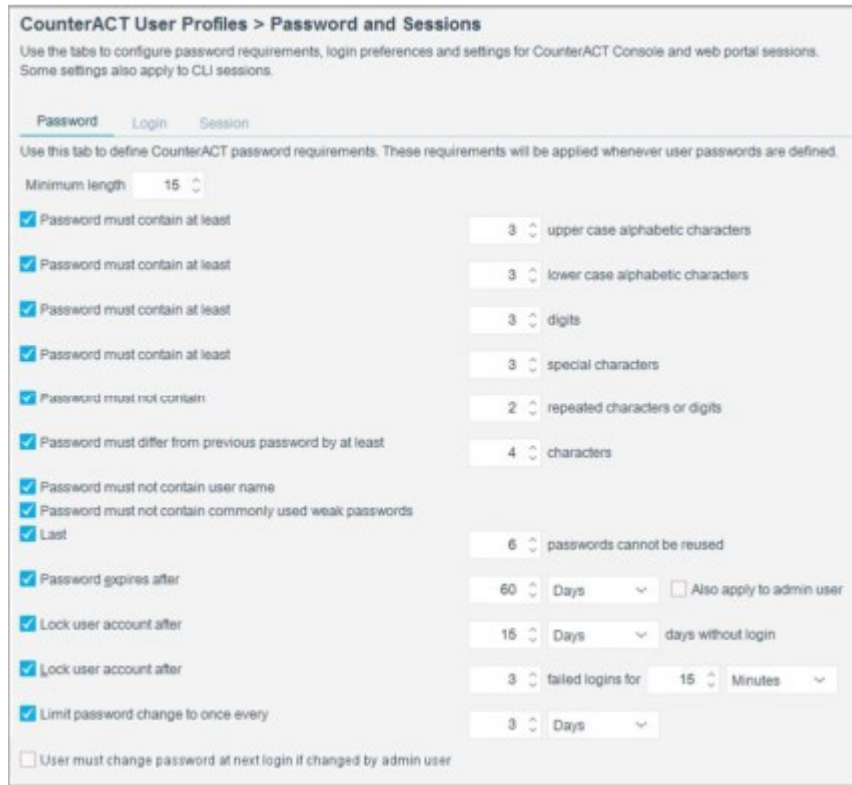 CounterACT User Profiles > Password and Sessions
Use the tabs to configure password requirements, login preferences and settings for CounterACT Console and web portal sessions.
Some settings also apply to CLI sessions.
Password Login Session
Use this tab to define CounterACT password requirements. These requirements will be applied whenever user passwords are defined.
Minimum length 15
Password must contain at least 3 upper case alphabetic characters
Password must contain at least 3 lower case alphabetic characters
Password must contain at least 3 digits
Password must contain at least 3 special characters
Password must not contain 2 repeated characters or digits
Password must differ from previous password by at least 4 characters
Password must not contain user name
Password must not contain commonly used weak passwords
Last 6 passwords cannot be reused
Password expires after 60 Days Also apply to admin user
Lock user account after 15 Days days without login
Lock user account after 3 failed logins for 15 Minutes
Limit password change to once every 3 Days
User must change password at next login if changed by admin user